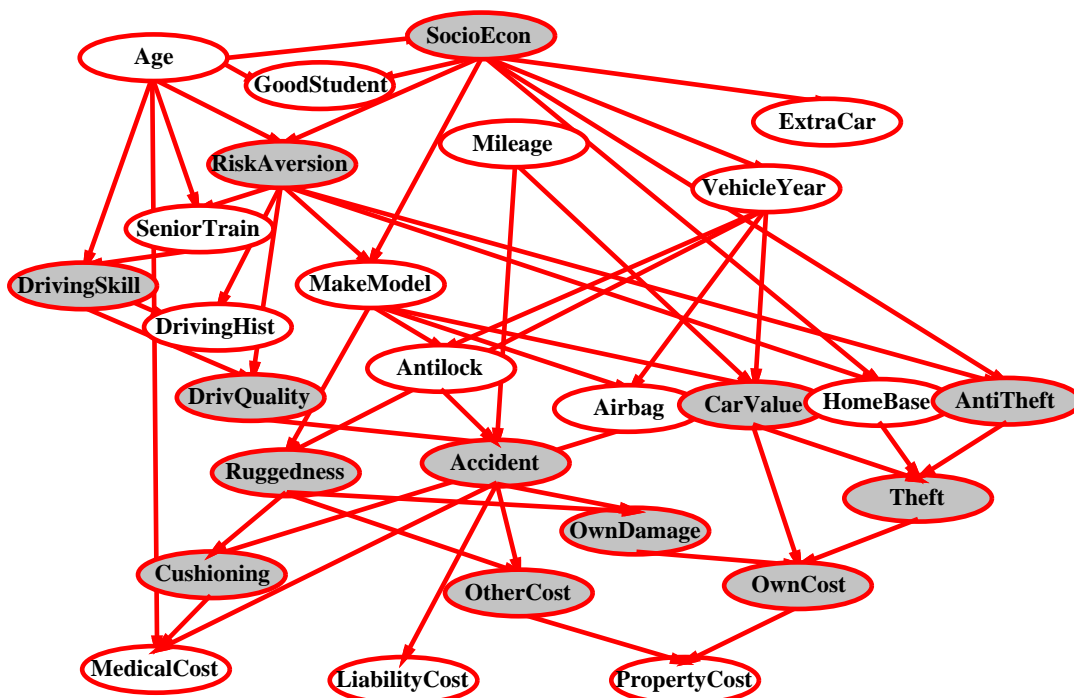 SocioEcon
Age
GoodStudent
ExtraCar
Mileage
RiskAversion
VehicleYear
SeniorTrain
DrivingSkill
MakeModel
DrivingHist
Antilock
DrivQuality
Airbag
CarValue
HomeBase
AntiTheft
Ruggedness
Accident
Theft
OwnDamage
Cushioning
OtherCost
OwnCost
MedicalCost
LiabilityCost
PropertyCost